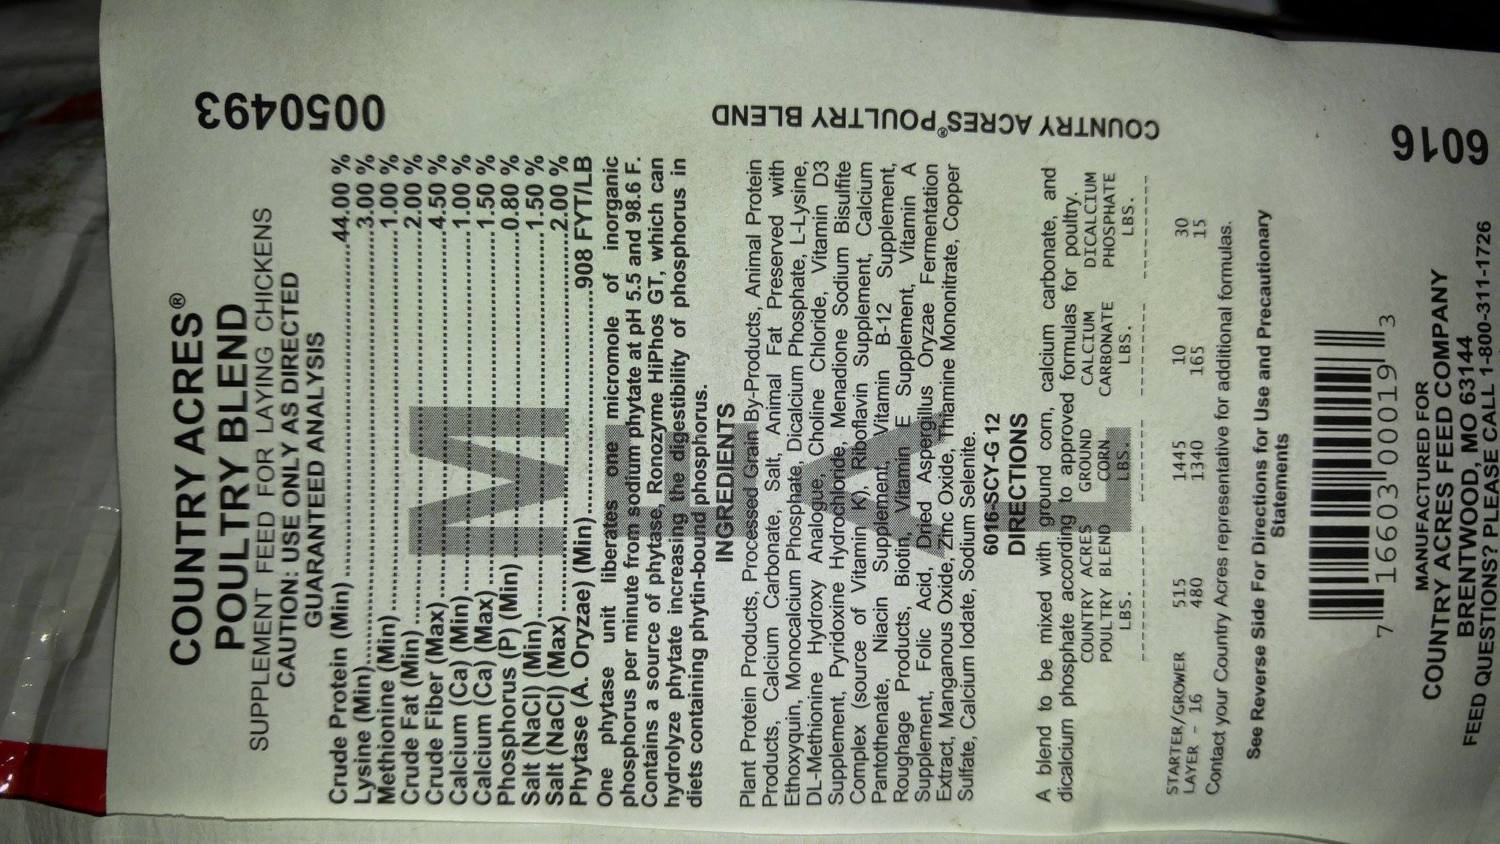 0050493
COUNTRY ACRES®
POULTRY BLEND
SUPPLEMENT FEED FOR LAYING CHICKENS
CAUTION: USE ONLY AS DIRECTED
GUARANTEED ANALYSIS
Crude Protein (Min) 44.00 %
Lysine (Min) 3.00 %
Methionine (Min) 1.00 %
Crude Fat (Min) 2.00 %
Crude Fiber (Max) 4.50 %
Calcium (Ca) (Min) 1.00 %
Calcium (Ca) (Max) 1.50 %
Phosphorus (P) (Min) 0.80 %
Salt (NaCl) (Min) 1.50 %
Salt (NaCl) (Max) 2.00 %
Phytase (A. Oryzae) (Min) 908 FYT/LB
One phytase unit liberates one micromole of inorganic
phosphorus per minute from sodium phytate at pH 5.5 and 98.6 F.
Contains a source of phytase, Ronozyme HiPhos GT, which can
hydrolyze phytate increasing the digestibility of phosphorus in
diets containing phytin-bound phosphorus.
INGREDIENTS
Plant Protein Products, Processed Grain By-Products, Animal Protein
Products, Calcium Carbonate, Salt, Animal Fat Preserved with
Ethoxyquin, Monocalcium Phosphate, Dicalcium Phosphate, L-Lysine,
DL-Methionine Hydroxy Analogue, Choline Chloride, Vitamin D3
Supplement, Pyridoxine Hydrochloride, Menadione Sodium Bisulfite
Complex (source of Vitamin K), Riboflavin Supplement, Calcium
Pantothenate, Niacin Supplement, Vitamin B-12 Supplement,
Roughage Products, Biotin, Vitamin E Supplement, Vitamin A
Supplement, Folic Acid, Dried Aspergillus Oryzae Fermentation
Extract, Manganous Oxide, Zinc Oxide, Thiamine Mononitrate, Copper
Sulfate, Calcium Iodate, Sodium Selenite.
6016-SCY-G 12
DIRECTIONS
A blend to be mixed with ground corn, calcium carbonate, and
dicalcium phosphate according to approved formulas for poultry.
COUNTRY ACRES GROUND CALCIUM DICALCIUM
POULTRY BLEND CORN CARBONATE PHOSPHATE
LBS. LBS. LBS. LBS.
STARTER/GROWER 515 1445 10 30
LAYER - 16 480 1340 165 15
Contact your Country Acres representative for additional formulas.
See Reverse Side For Directions for Use and Precautionary
Statements
7 16603 00019 3
MANUFACTURED FOR
COUNTRY ACRES FEED COMPANY
BRENTWOOD, MO 63144
FEED QUESTIONS? PLEASE CALL 1-800-311-1726
MEAL
COUNTRY ACRES® POULTRY BLEND
6016